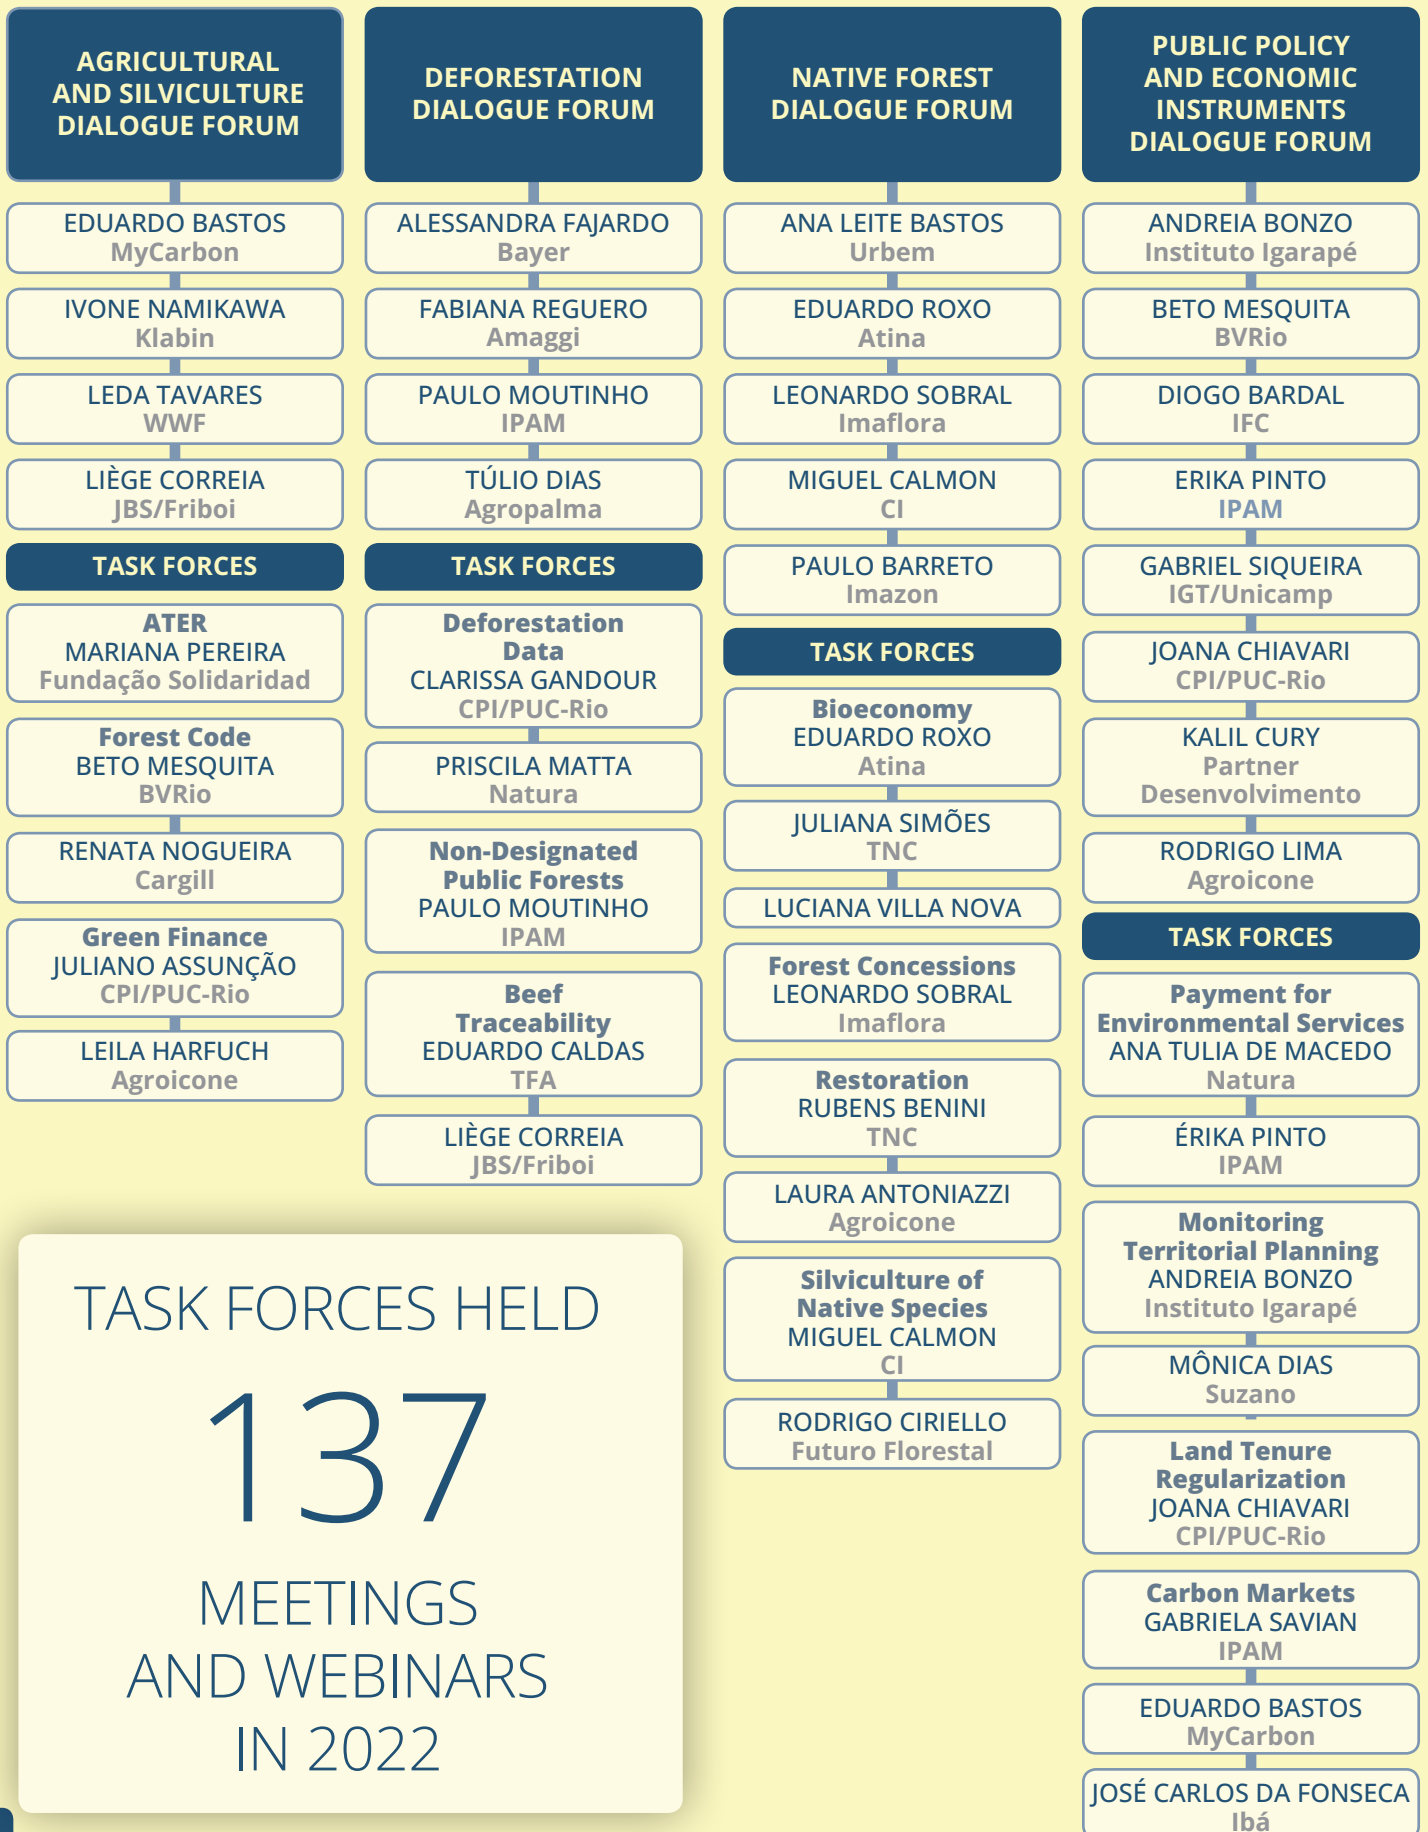 AGRICULTURAL
AND SILVICULTURE
DIALOGUE FORUM
EDUARDO BASTOS
MyCarbon
IVONE NAMIKAWA
Klabin
LEDA TAVARES
WWF
LIÈGE CORREIA
JBS/Friboi
TASK FORCES
ATER
MARIANA PEREIRA
Fundação Solidaridad
Forest Code
BETO MESQUITA
BVRio
RENATA NOGUEIRA
Cargill
Green Finance
JULIANO ASSUNÇÃO
CPI/PUC-Rio
LEILA HARFUCH
Agroicone
DEFORESTATION
DIALOGUE FORUM
ALESSANDRA FAJARDO
Bayer
FABIANA REGUERO
Amaggi
PAULO MOUTINHO
IPAM
TÚLIO DIAS
Agropalma
TASK FORCES
Deforestation
Data
CLARISSA GANDOUR
CPI/PUC-Rio
PRISCILA MATTA
Natura
Non-Designated
Public Forests
PAULO MOUTINHO
IPAM
Beef
Traceability
EDUARDO CALDAS
TFA
LIÈGE CORREIA
JBS/Friboi
NATIVE FOREST
DIALOGUE FORUM
ANA LEITE BASTOS
Urbem
EDUARDO ROXO
Atina
LEONARDO SOBRAL
Imaflora
MIGUEL CALMON
CI
PAULO BARRETO
Imazon
TASK FORCES
Bioeconomy
EDUARDO ROXO
Atina
JULIANA SIMÕES
TNC
LUCIANA VILLA NOVA
Forest Concessions
LEONARDO SOBRAL
Imaflora
Restoration
RUBENS BENINI
TNC
LAURA ANTONIAZZI
Agroicone
Silviculture of
Native Species
MIGUEL CALMON
CI
RODRIGO CIRIELLO
Futuro Florestal
PUBLIC POLICY
AND ECONOMIC
INSTRUMENTS
DIALOGUE FORUM
ANDREIA BONZO
Instituto Igarapé
BETO MESQUITA
BVRio
DIOGO BARDAL
IFC
ERIKA PINTO
IPAM
GABRIEL SIQUEIRA
IGT/Unicamp
JOANA CHIAVARI
CPI/PUC-Rio
KALIL CURY
Partner
Desenvolvimento
RODRIGO LIMA
Agroicone
TASK FORCES
Payment for
Environmental Services
ANA TULIA DE MACEDO
Natura
ÉRIKA PINTO
IPAM
Monitoring
Territorial Planning
ANDREIA BONZO
Instituto Igarapé
MÔNICA DIAS
Suzano
Land Tenure
Regularization
JOANA CHIAVARI
CPI/PUC-Rio
Carbon Markets
GABRIELA SAVIAN
IPAM
EDUARDO BASTOS
MyCarbon
JOSÉ CARLOS DA FONSECA
Ibá
TASK FORCES HELD
137
MEETINGS
AND WEBINARS
IN 2022